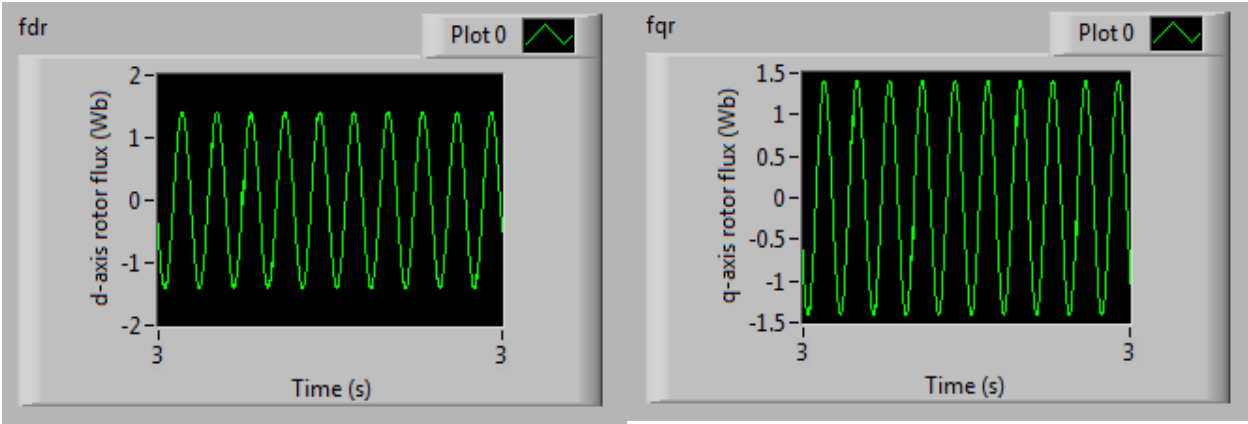 fdr
Plot 0
d-axis rotor flux (Wb)
2
1
0
-1
-2
3
3
Time (s)
fqr
Plot 0
q-axis rotor flux (Wb)
1.5
1
0.5
0
-0.5
-1
-1.5
3
3
Time (s)